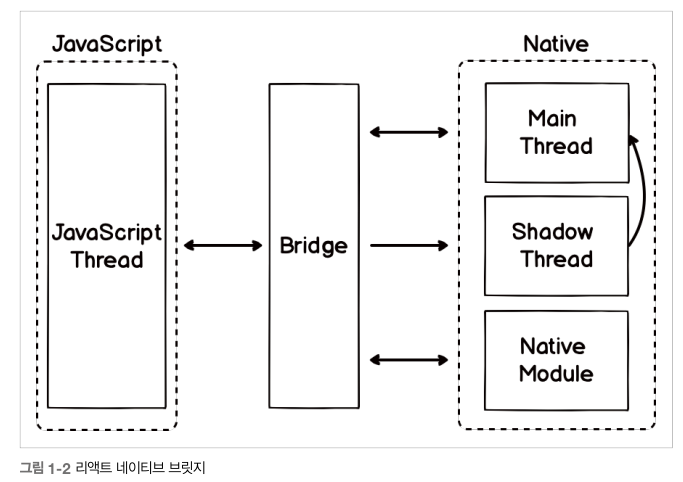 JavaScript
Native
JavaScript
Thread
Bridge
Main
Thread
Shadow
Thread
Native
Module
그림 1-2 리액트 네이티브 브릿지